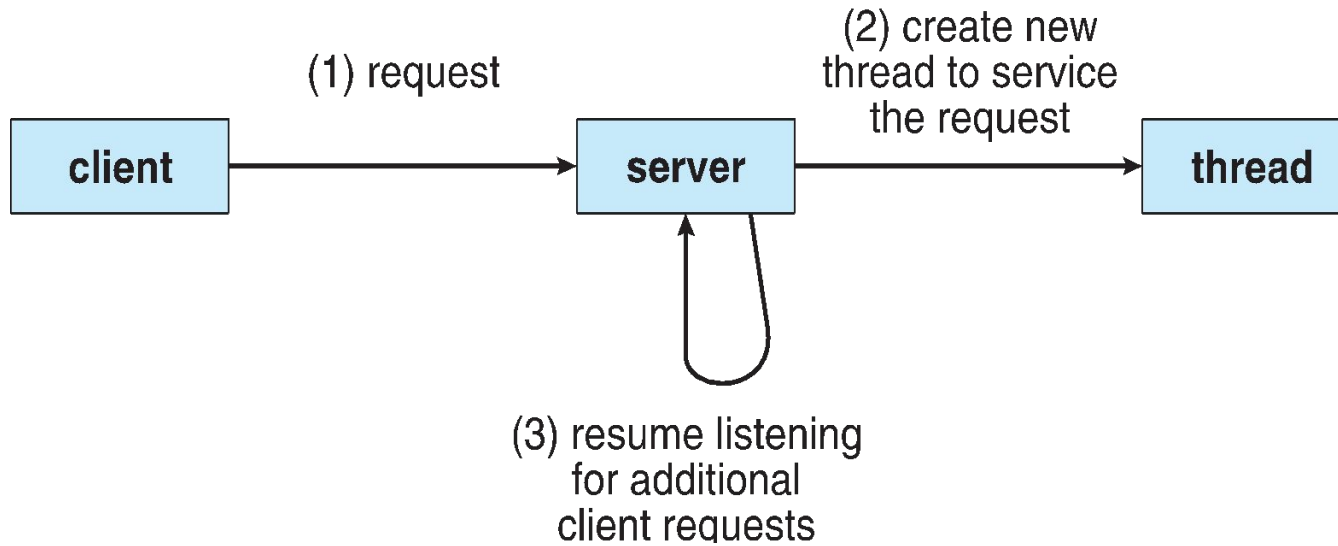 (1) request
(2) create new
thread to service
the request
client
server
thread
(3) resume listening
for additional
client requests